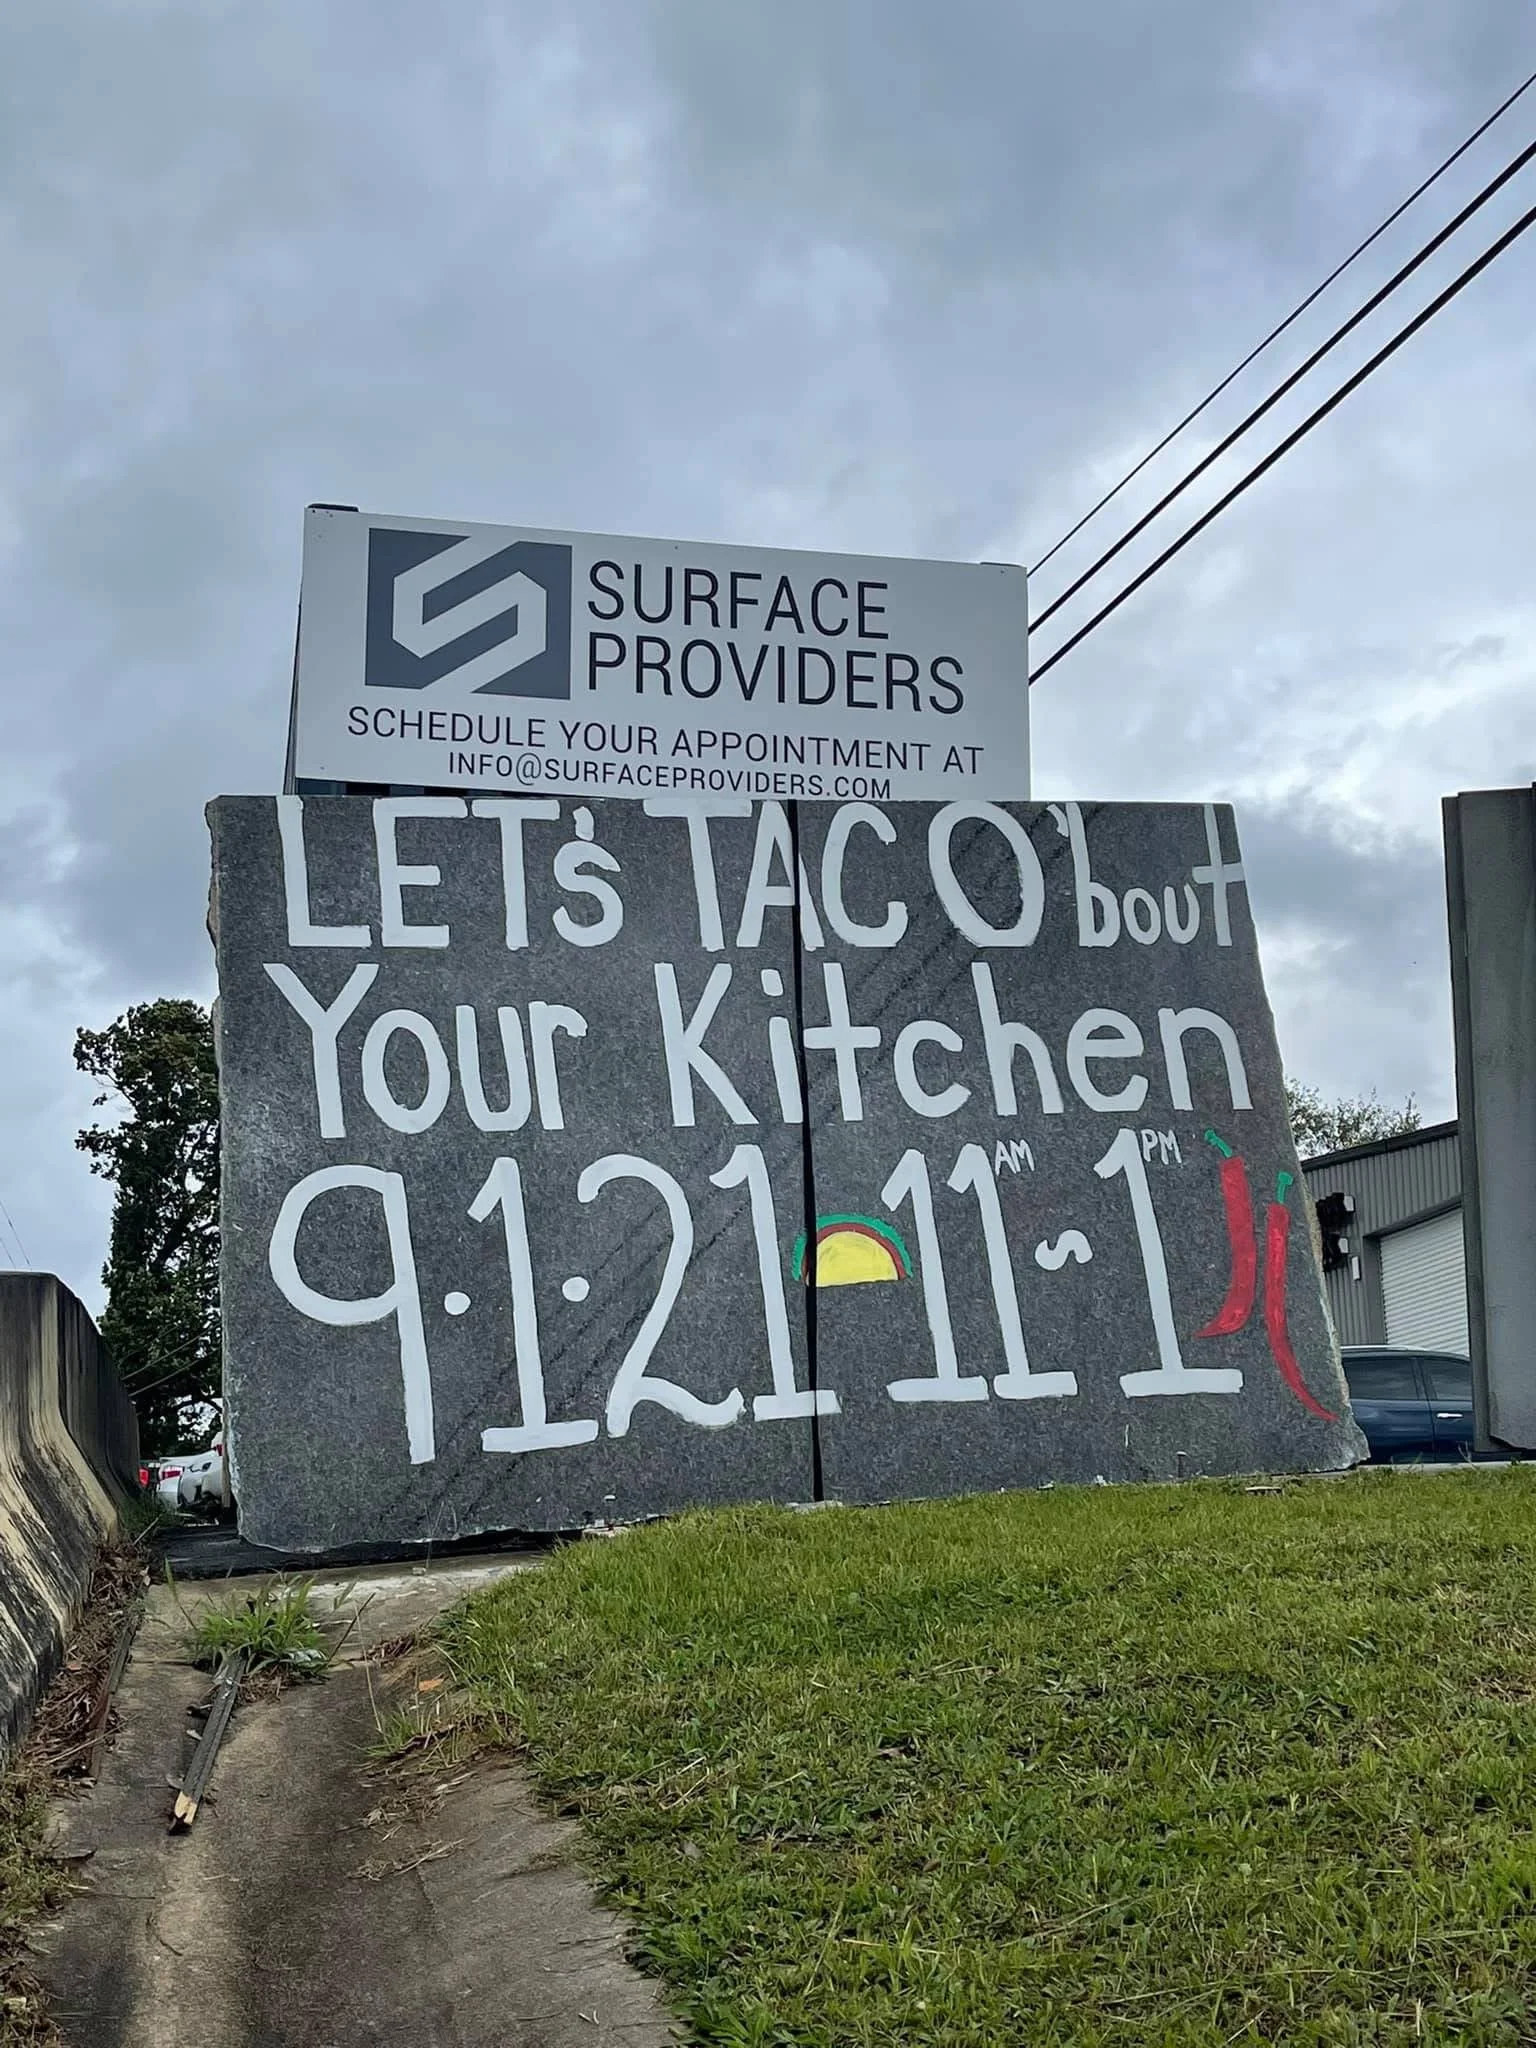 SURFACE
PROVIDERS
SCHEDULE YOUR APPOINTMENT AT
INFO@SURFACEPROVIDERS.COM
LET'S TACO 'bout
Your Kitchen
9.1.21 11AM - 1PM